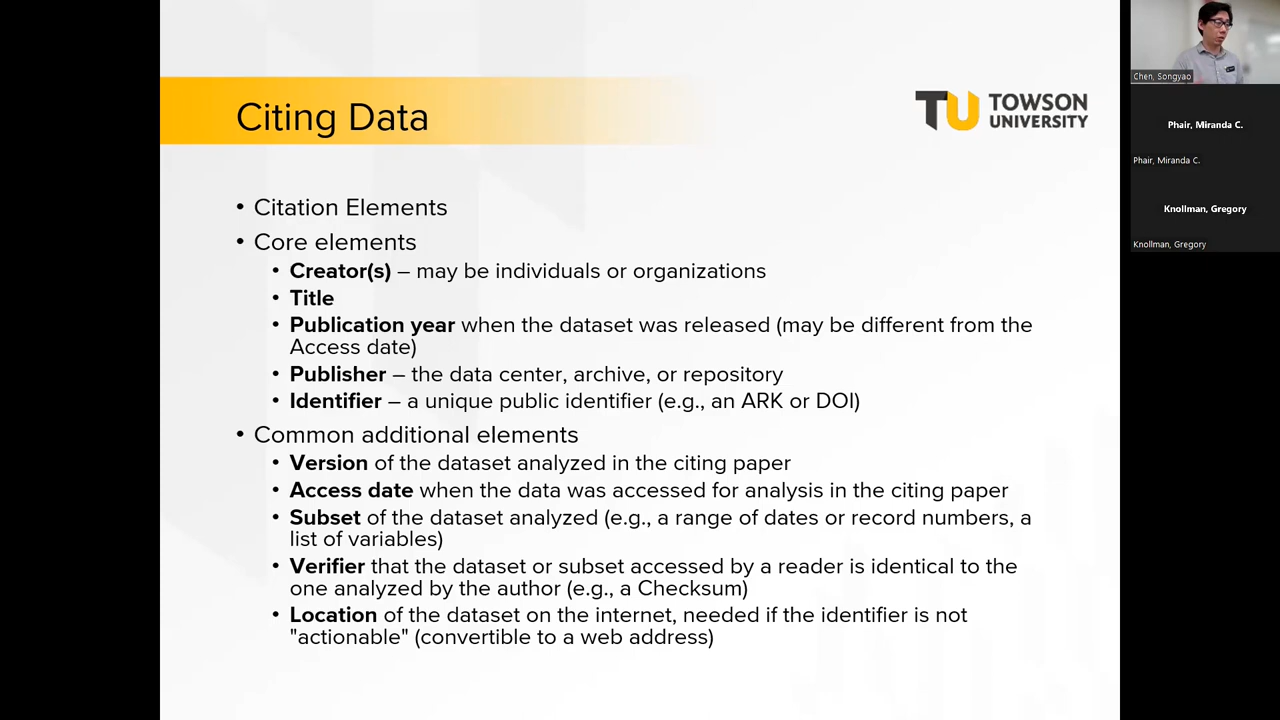 Citing Data
TOWSON
UNIVERSITY
• Citation Elements
• Core elements
• Creator(s) – may be individuals or organizations
• Title
• Publication year when the dataset was released (may be different from the
Access date)
• Publisher – the data center, archive, or repository
• Identifier – a unique public identifier (e.g., an ARK or DOI)
• Common additional elements
• Version of the dataset analyzed in the citing paper
• Access date when the data was accessed for analysis in the citing paper
• Subset of the dataset analyzed (e.g., a range of dates or record numbers, a
list of variables)
• Verifier that the dataset or subset accessed by a reader is identical to the
one analyzed by the author (e.g., a Checksum)
• Location of the dataset on the internet, needed if the identifier is not
"actionable" (convertible to a web address)
Chen, Songyao
Phair, Miranda C.
Phair, Miranda C.
Knollman, Gregory
Knollman, Gregory
TU